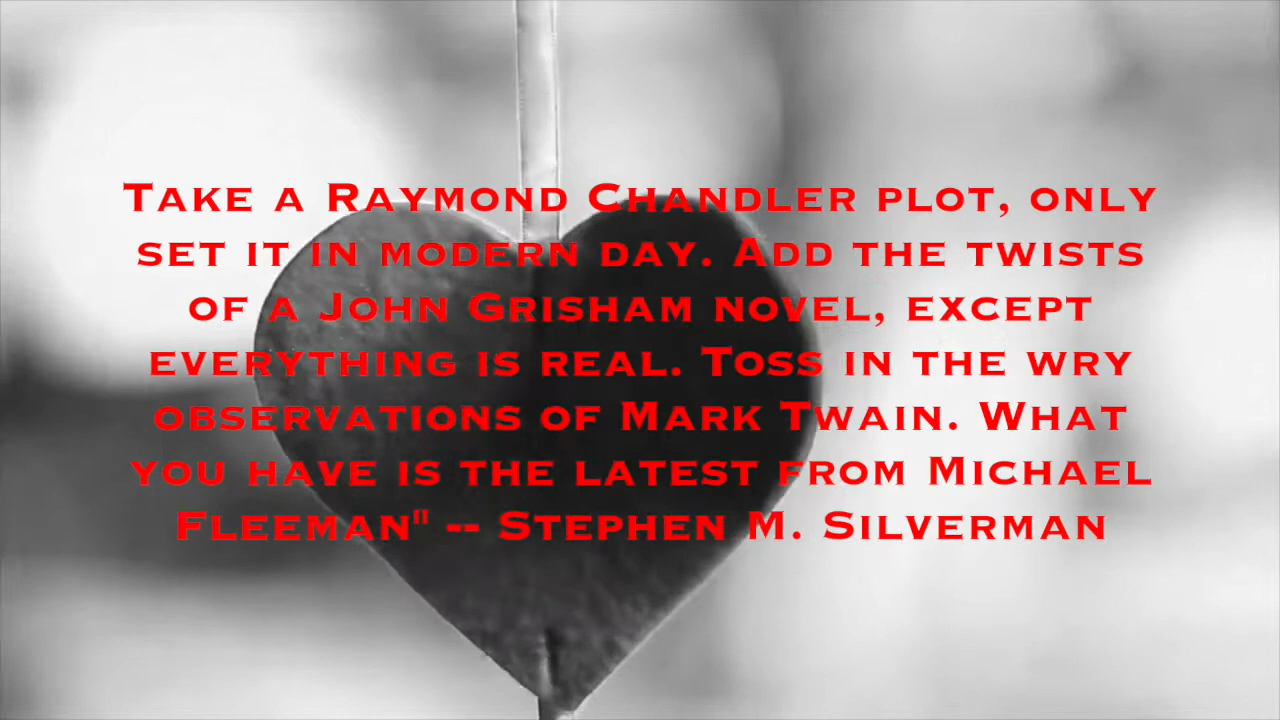 Take a Raymond Chandler plot, only
set it in modern day. Add the twists
of a John Grisham novel, except
everything is real. Toss in the wry
observations of Mark Twain. What
you have is the latest from Michael
Fleeman" -- Stephen M. Silverman